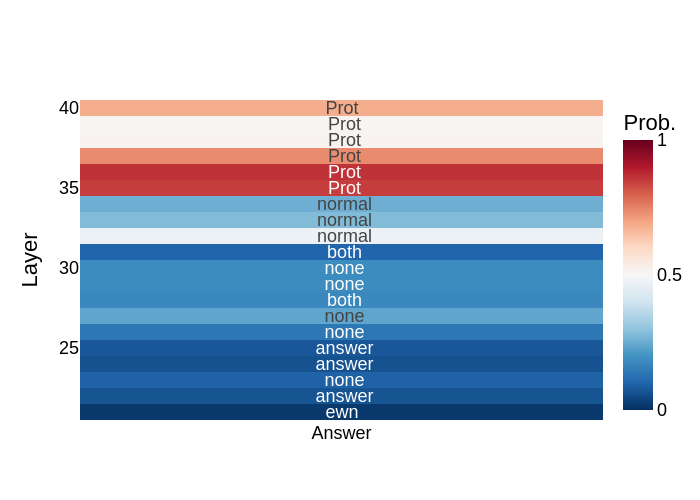 40
Prot
Prot
Prot
Prot
Prot
35
Prot
normal
normal
normal
both
30
none
none
both
none
none
25
answer
answer
none
answer
ewn
Answer
Layer
Prob.
1
0.5
0